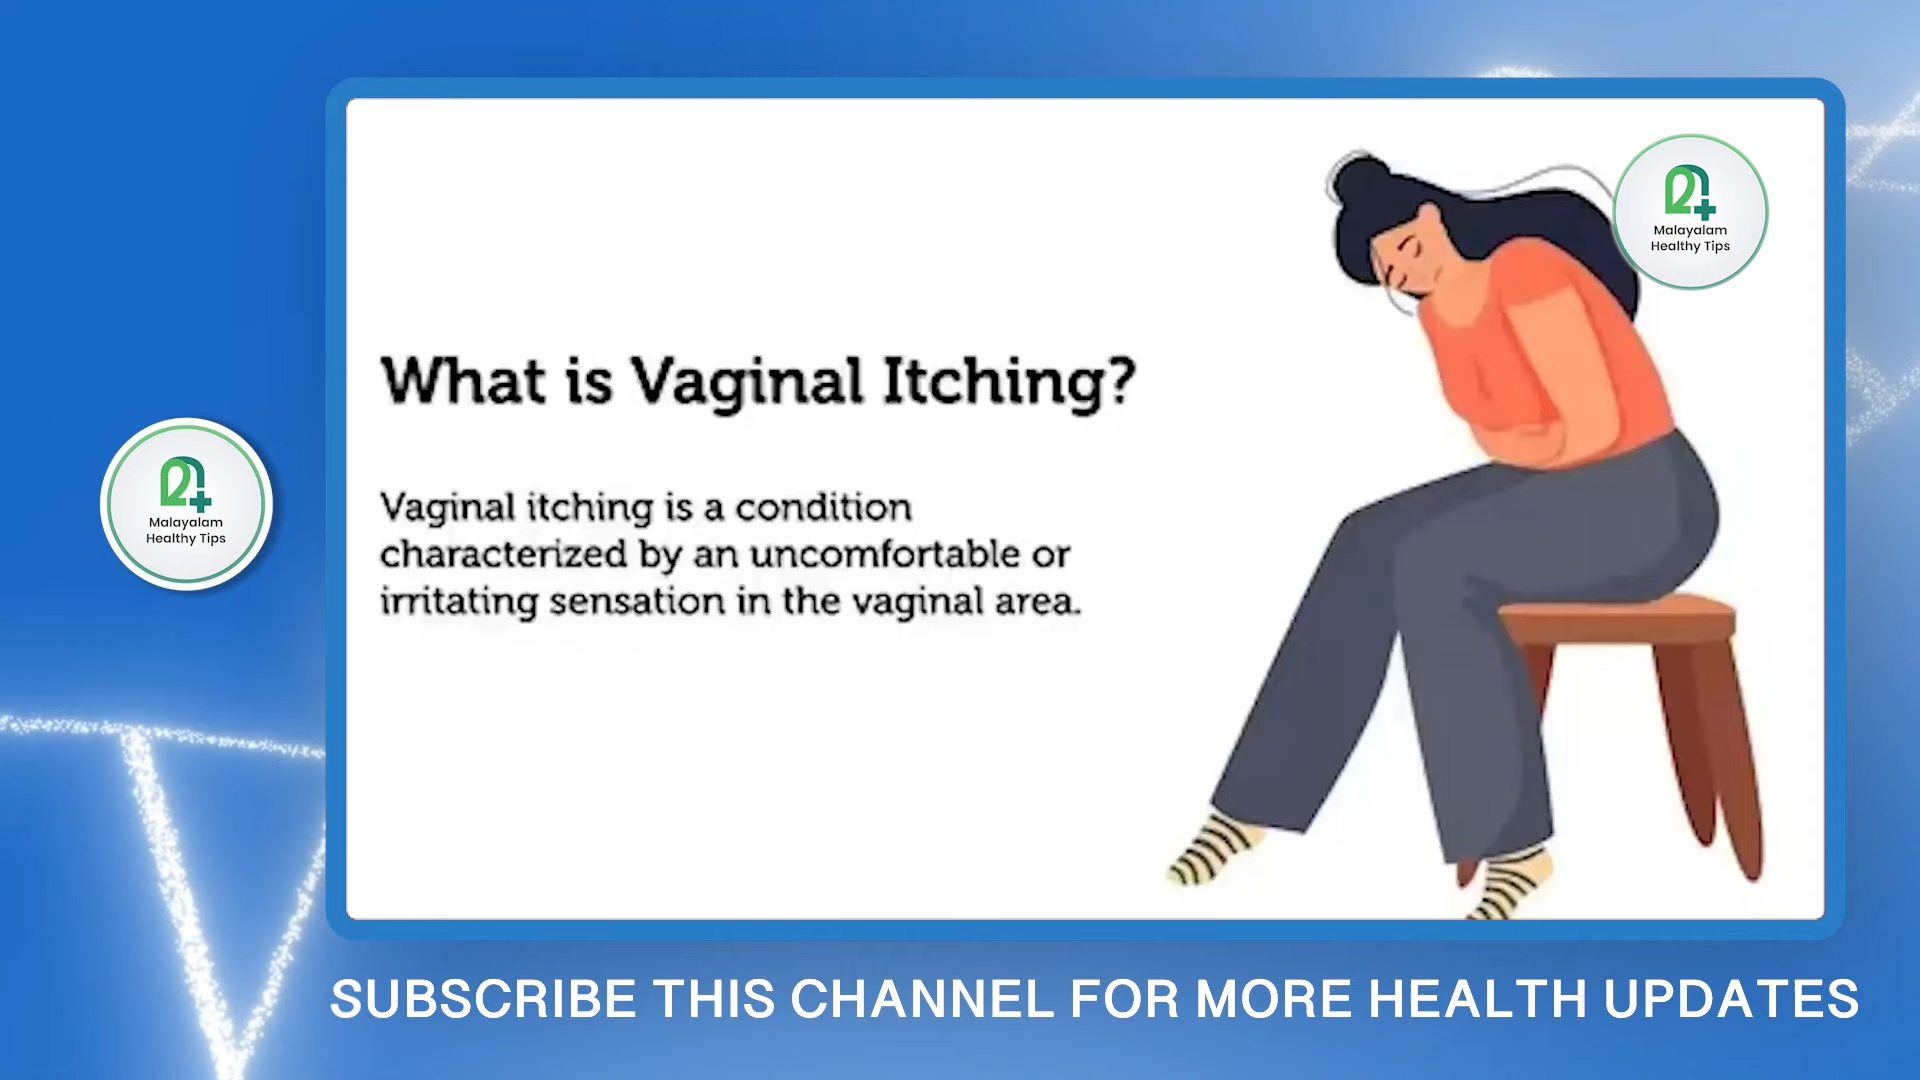 Malayalam
Healthy Tips
What is Vaginal Itching?
Vaginal itching is a condition
characterized by an uncomfortable or
irritating sensation in the vaginal area.
Malayalam
Healthy Tips
SUBSCRIBE THIS CHANNEL FOR MORE HEALTH UPDATES